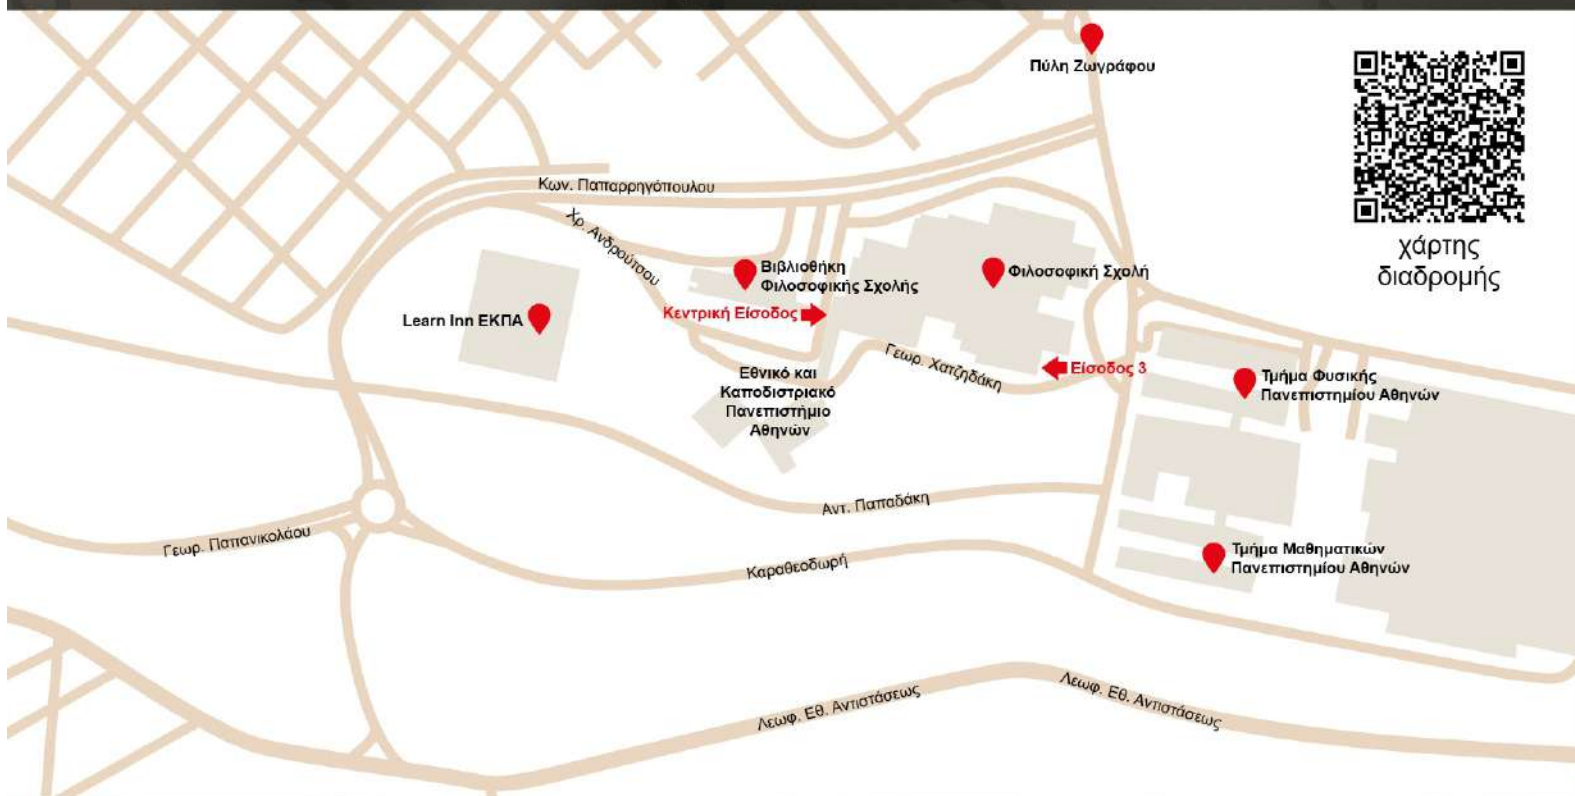 Πύλη Ζωγράφου
χάρτης
διαδρομής
Κων. Παπαρρηγόπουλου
Χρ. Ανδρούτσου
Βιβλιοθήκη
Φιλοσοφικής Σχολής
Φιλοσοφική Σχολή
Learn Inn ΕΚΠΑ
Κεντρική Είσοδος
Γεωρ. Χατζηδάκη
Είσοδος 3
Εθνικό και
Καποδιστριακό
Πανεπιστήμιο
Αθηνών
Τμήμα Φυσικής
Πανεπιστημίου Αθηνών
Αντ. Παπαδάκη
Γεωρ. Παπανικολάου
Καραθεοδωρή
Τμήμα Μαθηματικών
Πανεπιστημίου Αθηνών
Λεωφ. Εθ. Αντιστάσεως
Λεωφ. Εθ. Αντιστάσεως